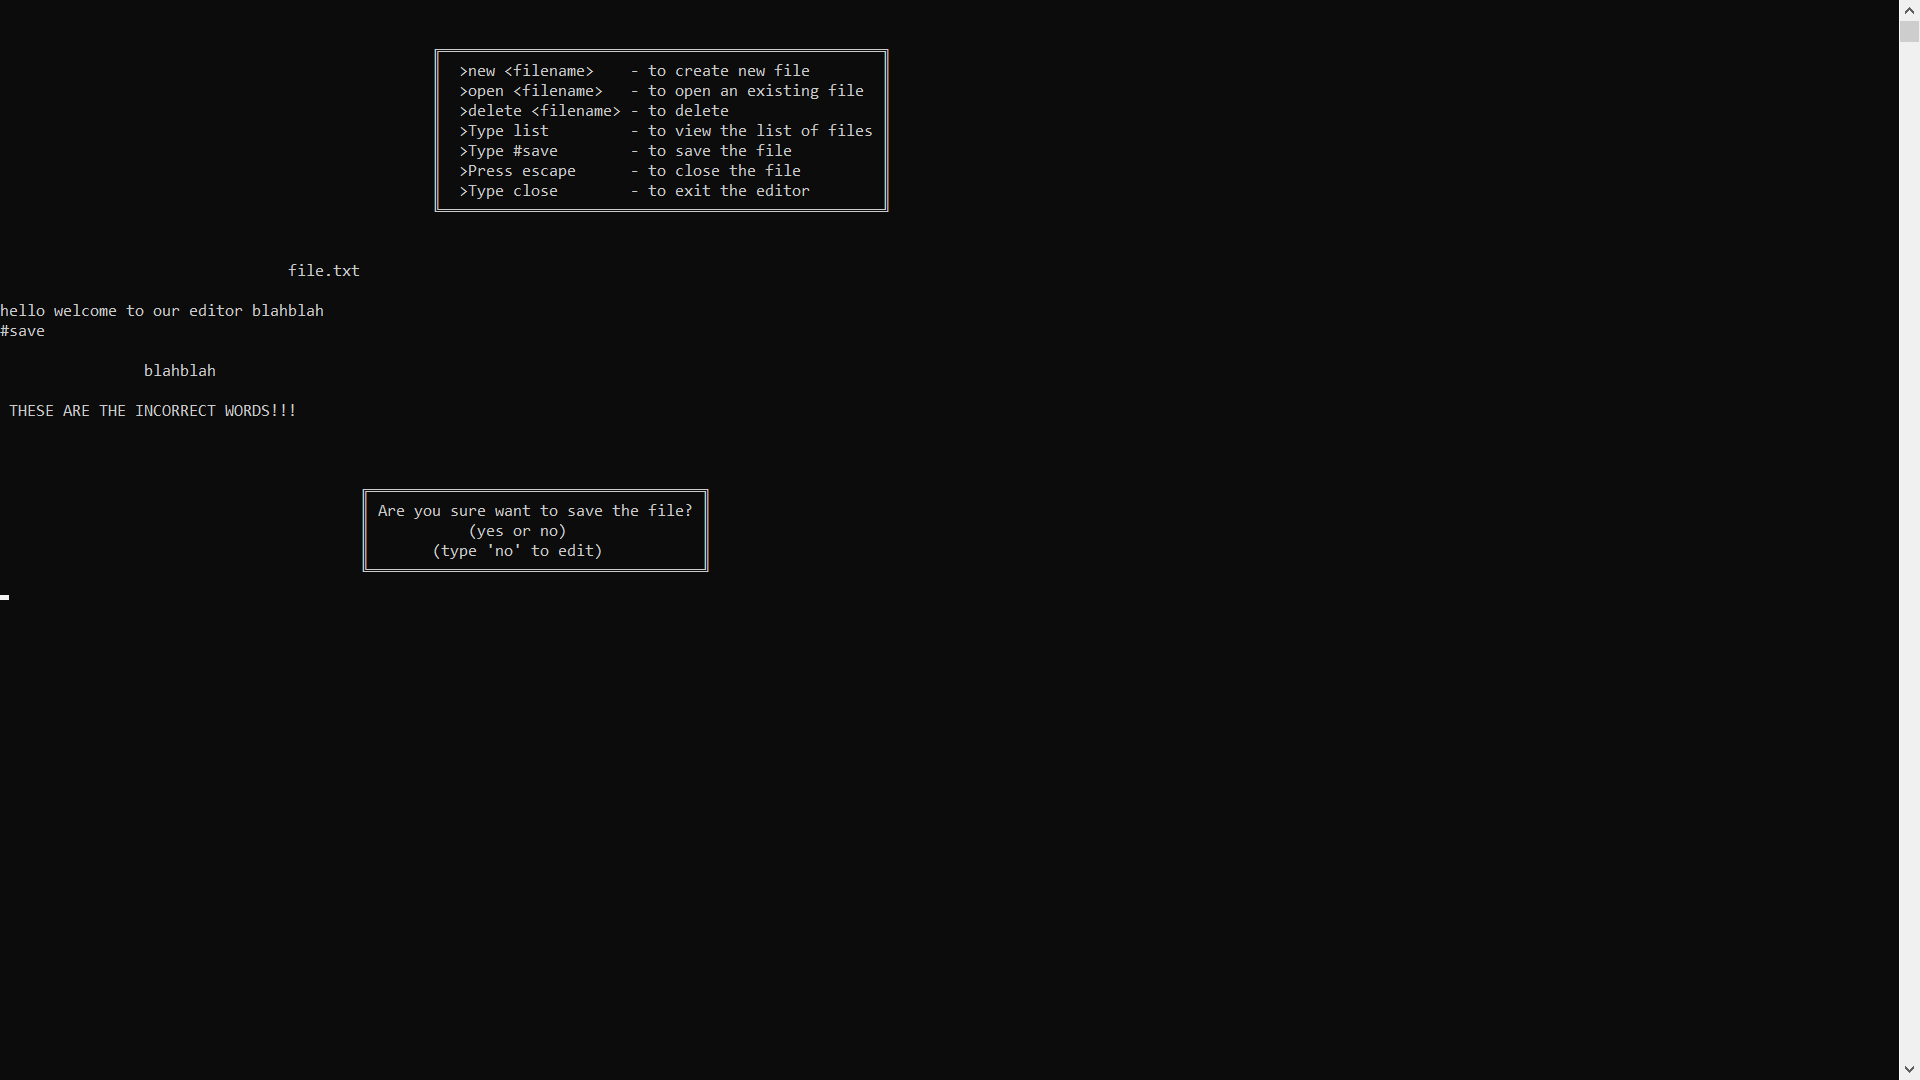 >new <filename>    - to create new file
>open <filename>   - to open an existing file
>delete <filename> - to delete
>Type list         - to view the list of files
>Type #save        - to save the file
>Press escape      - to close the file
>Type close        - to exit the editor
file.txt
hello welcome to our editor blahblah
#save
blahblah
THESE ARE THE INCORRECT WORDS!!!
Are you sure want to save the file?
(yes or no)
(type 'no' to edit)